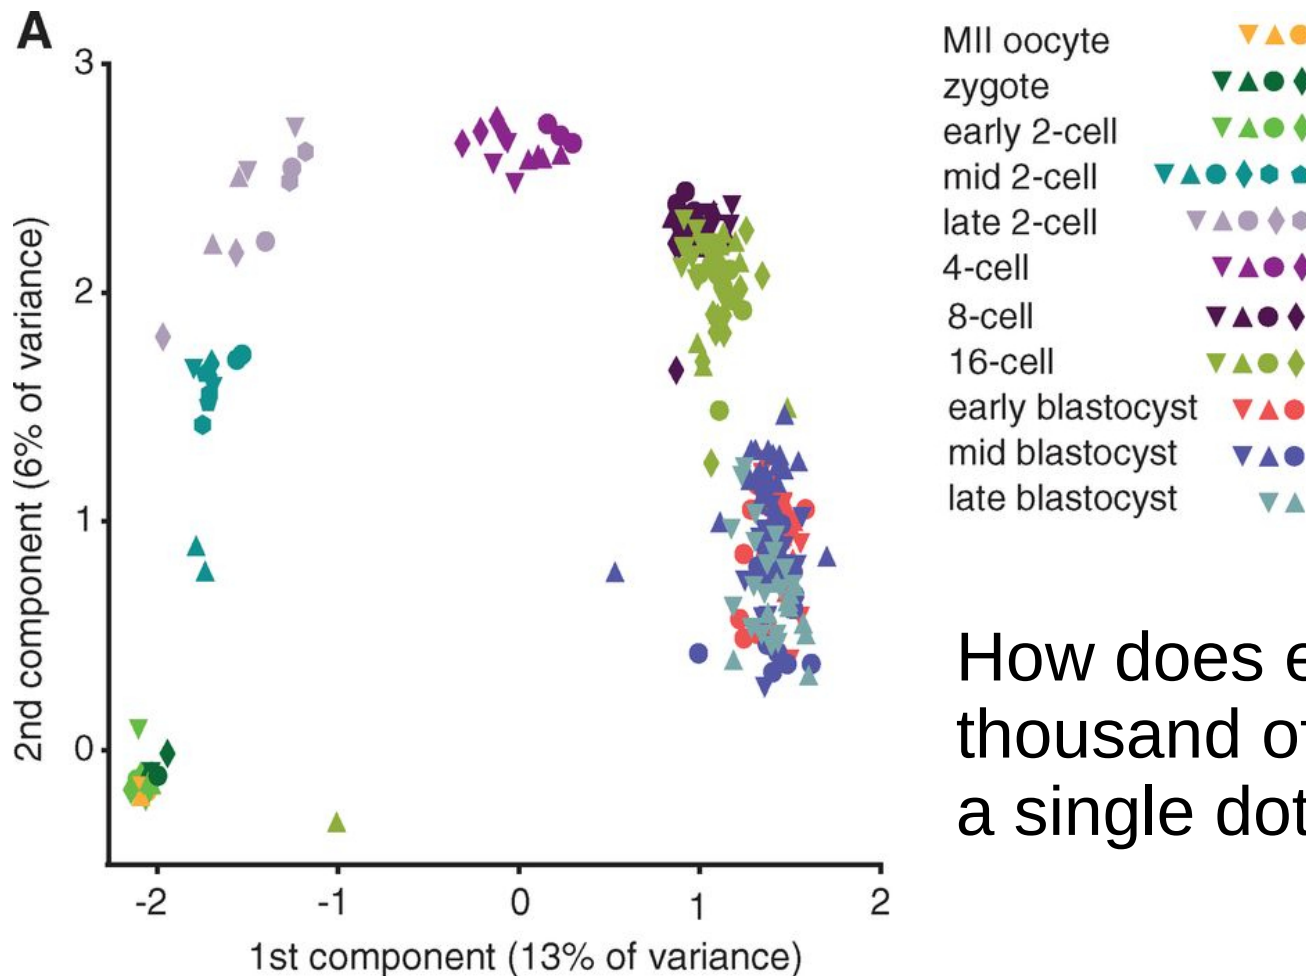 A
MII oocyte
zygote
early 2-cell
mid 2-cell
late 2-cell
4-cell
8-cell
16-cell
early blastocyst
mid blastocyst
late blastocyst
3
2
1
0
2nd component (6% of variance)
-2 -1 0 1 2
1st component (13% of variance)
How does
thousand
a single dot